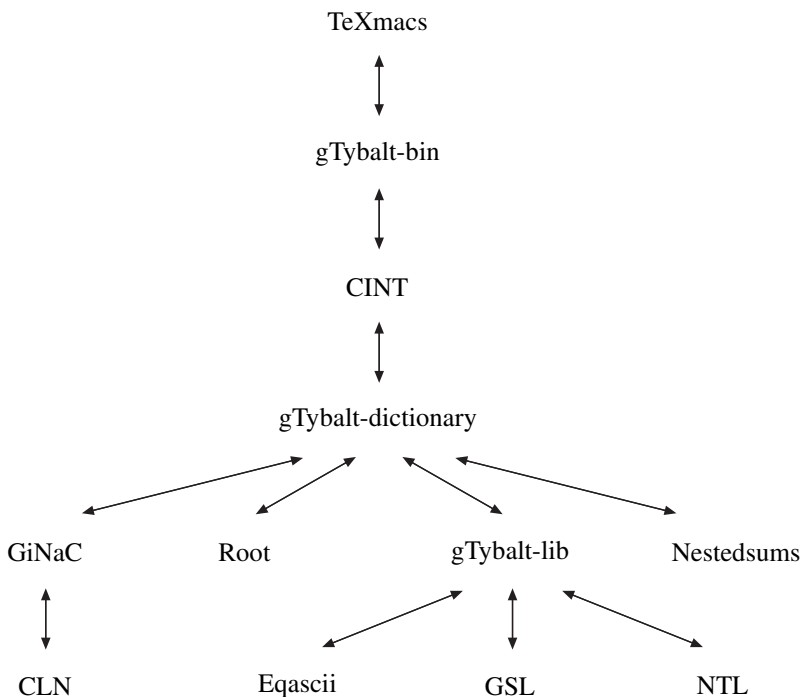 TeXmacs
gTybalt-bin
CINT
gTybalt-dictionary
GiNaC Root gTybalt-lib Nestedsums
CLN Eqascii GSL NTL